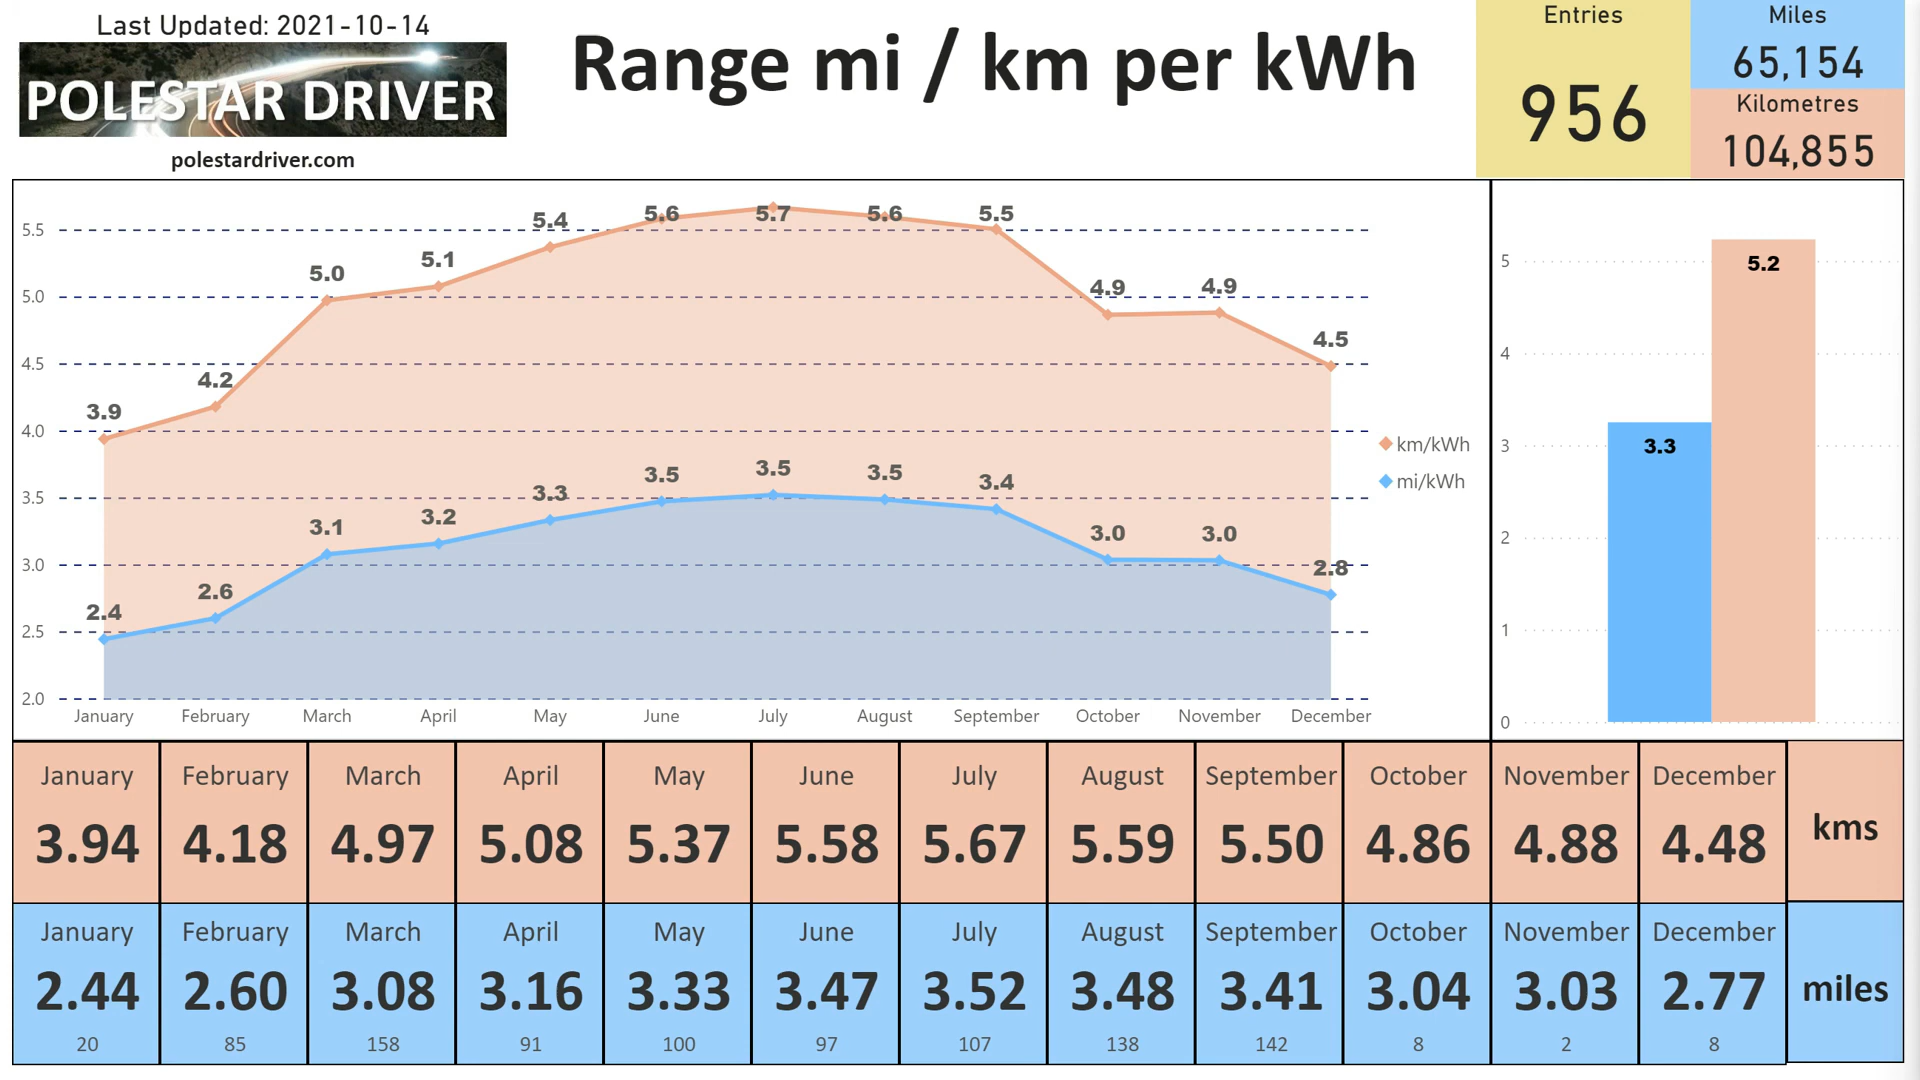 Last Updated: 2021-10-14
POLESTAR DRIVER
polestardriver.com
Range mi / km per kWh
Entries
956
Miles
65,154
Kilometres
104,855
5.5
5.0
4.5
4.0
3.5
3.0
2.5
2.0
3.9 4.2 5.0 5.1 5.4 5.6 5.7 5.6 5.5 4.9 4.9 4.5
2.4 2.6 3.1 3.2 3.3 3.5 3.5 3.5 3.4 3.0 3.0 2.8
January February March April May June July August September October November December
km/kWh
mi/kWh
5
4
3
2
1
0
3.3
5.2
January February March April May June July August September October November December
3.94 4.18 4.97 5.08 5.37 5.58 5.67 5.59 5.50 4.86 4.88 4.48
kms
January February March April May June July August September October November December
2.44 2.60 3.08 3.16 3.33 3.47 3.52 3.48 3.41 3.04 3.03 2.77
miles
20 85 158 91 100 97 107 138 142 8 2 8